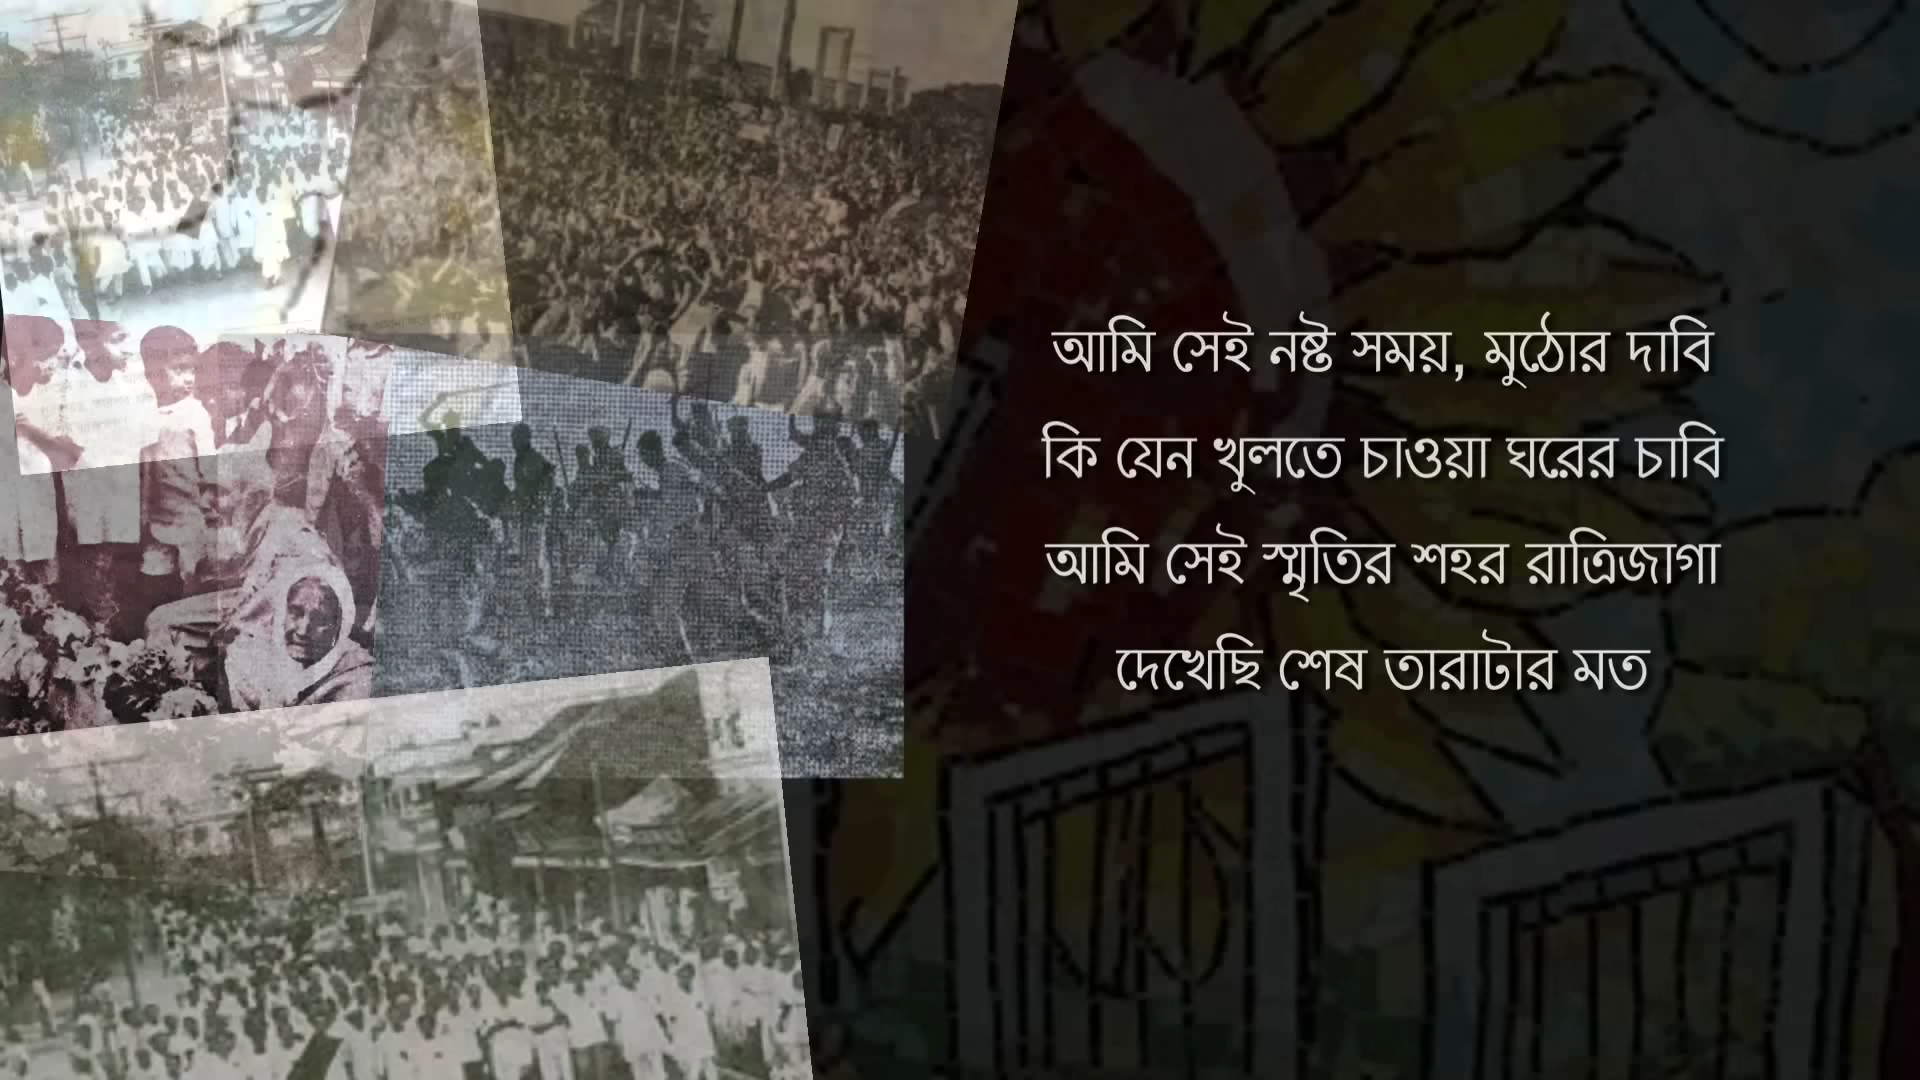 আমি সেই নষ্ট সময়, মুঠোর দাবি
কি যেন খুলতে চাওয়া ঘরের চাবি
আমি সেই স্মৃতির শহর রাত্রিজাগা
দেখেছি শেষ তারাটার মত